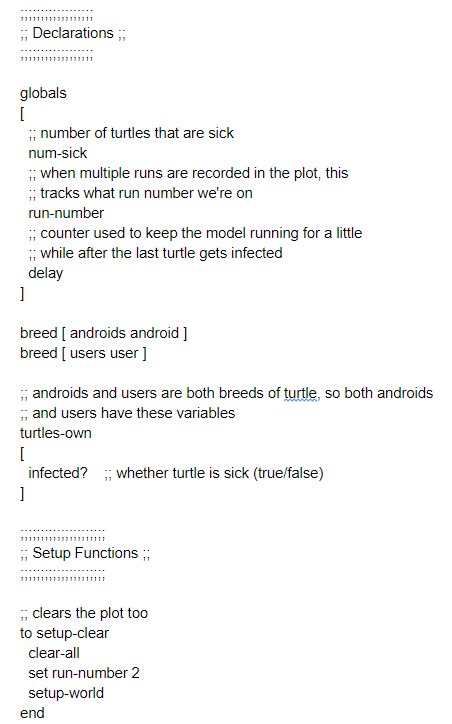 ;;;;;;;;;;;;;;;;;;
;; Declarations ;;
;;;;;;;;;;;;;;;;;;
globals
[
;; number of turtles that are sick
num-sick
;; when multiple runs are recorded in the plot, this
;; tracks what run number we're on
run-number
;; counter used to keep the model running for a little
;; while after the last turtle gets infected
delay
]
breed [ androids android ]
breed [ users user ]
;; androids and users are both breeds of turtle, so both androids
;; and users have these variables
turtles-own
[
infected?    ;; whether turtle is sick (true/false)
]
;;;;;;;;;;;;;;;;;;;;;
;; Setup Functions ;;
;;;;;;;;;;;;;;;;;;;;;
;; clears the plot too
to setup-clear
clear-all
set run-number 2
setup-world
end